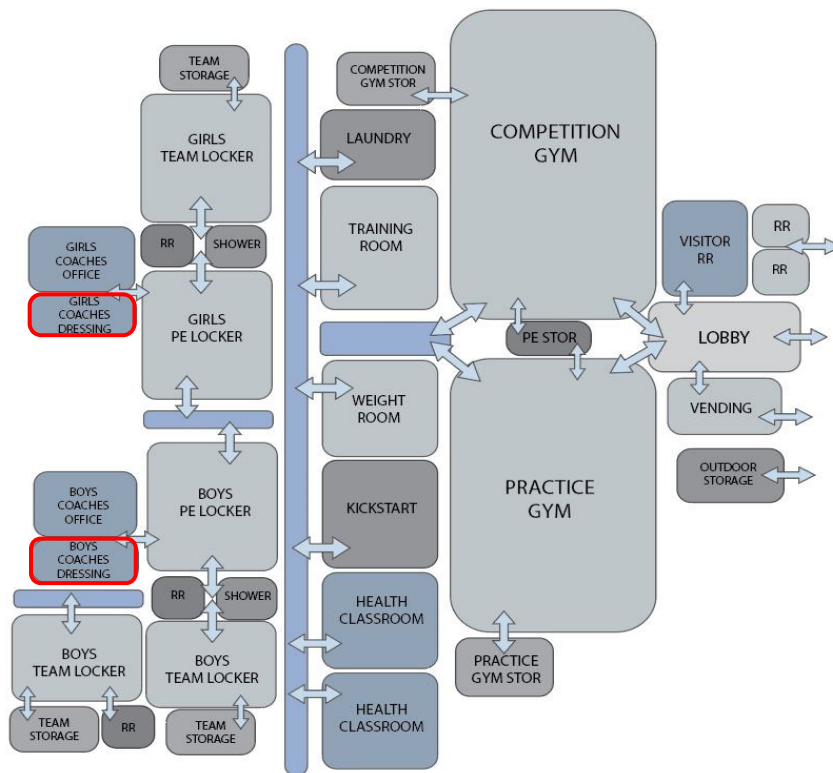 TEAM
STORAGE
GIRLS
TEAM LOCKER
RR
SHOWER
GIRLS
COACHES
OFFICE
GIRLS
COACHES
DRESSING
GIRLS
PE LOCKER
BOYS
PE LOCKER
BOYS COACHES
OFFICE
BOYS
COACHES
DRESSING
RR
SHOWER
BOYS
TEAM LOCKER
BOYS
TEAM LOCKER
TEAM
STORAGE
RR
TEAM
STORAGE
COMPETITION
GYM STOR
LAUNDRY
TRAINING
ROOM
WEIGHT
ROOM
KICKSTART
HEALTH
CLASSROOM
HEALTH
CLASSROOM
COMPETITION
GYM
PE STOR
PRACTICE
GYM
PRACTICE
GYM STOR
VISITOR
RR
RR
RR
LOBBY
VENDING
OUTDOOR
STORAGE